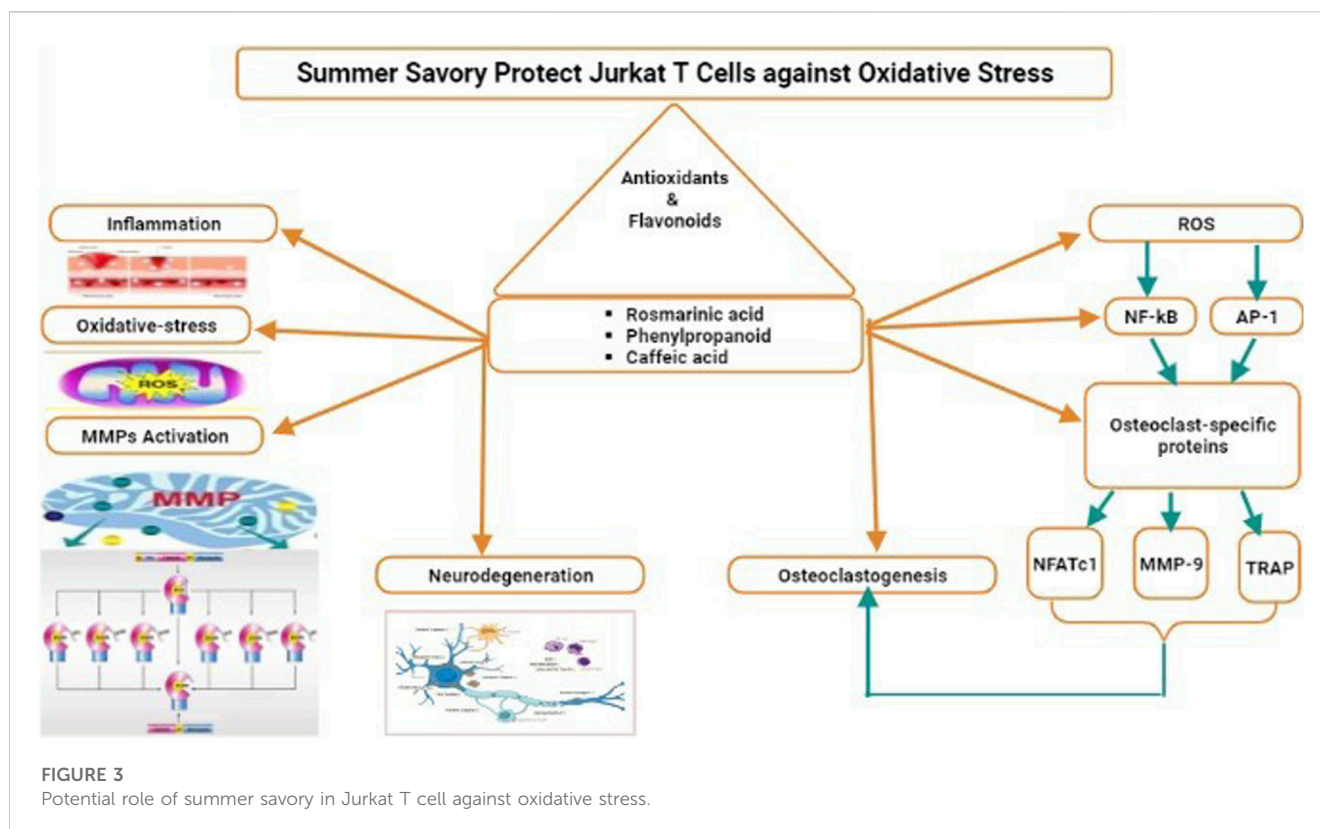 Summer Savory Protect Jurkat T Cells against Oxidative Stress
Antioxidants
&
Flavonoids
▪ Rosmarinic acid
▪ Phenylpropanoid
▪ Caffeic acid
Inflammation
Oxidative-stress
ROS
MMPs Activation
MMP
Neurodegeneration
Osteoclastogenesis
ROS
NF-kB
AP-1
Osteoclast-specific
proteins
NFATc1
MMP-9
TRAP
FIGURE 3
Potential role of summer savory in Jurkat T cell against oxidative stress.